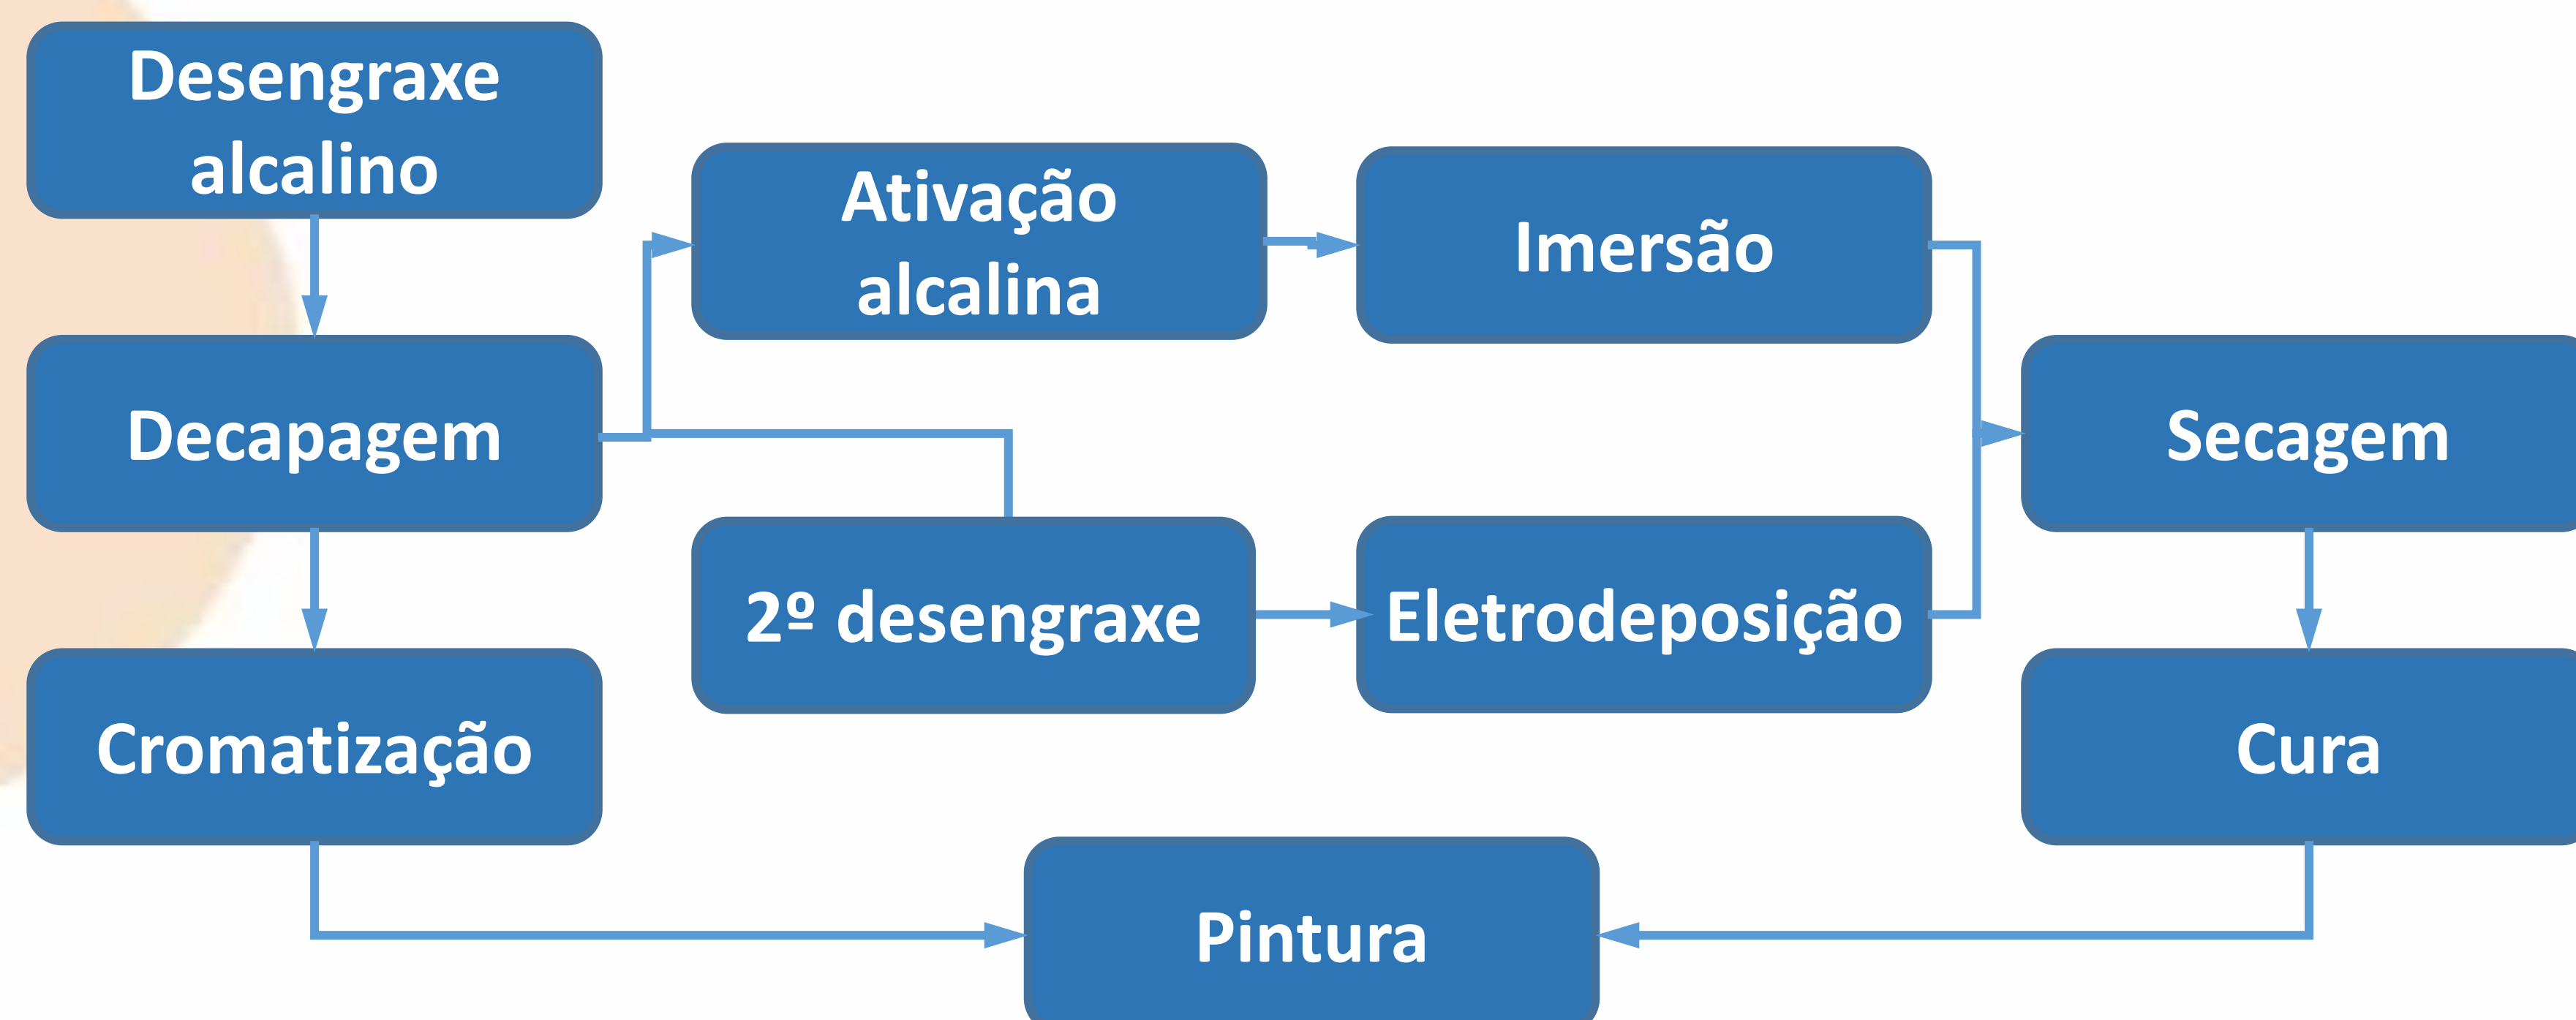 Desengraxe
alcalino
Ativação
alcalina
Imersão
Decapagem
Secagem
2º desengraxe
Eletrodeposição
Cromatização
Cura
Pintura